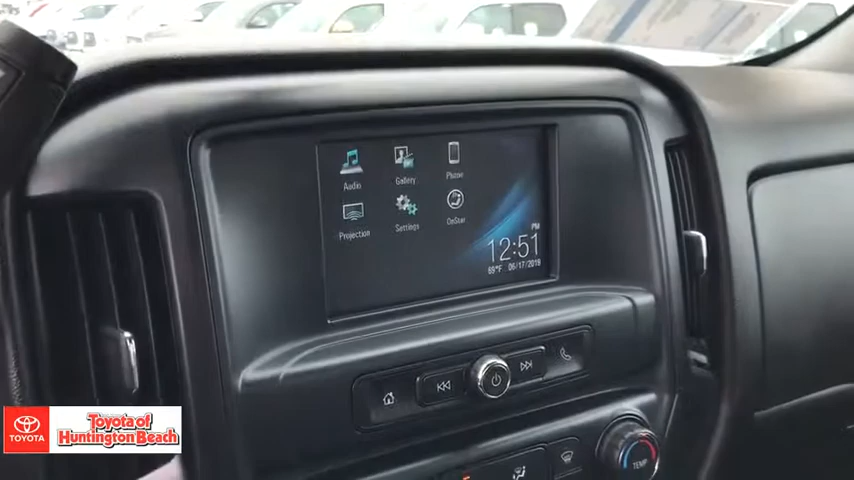 Audio
Gallery
Phone
Projection
Settings
OnStar
PM
12:51
89°F 06/17/2019
TEMP
TOYOTA
Toyota of
Huntington Beach